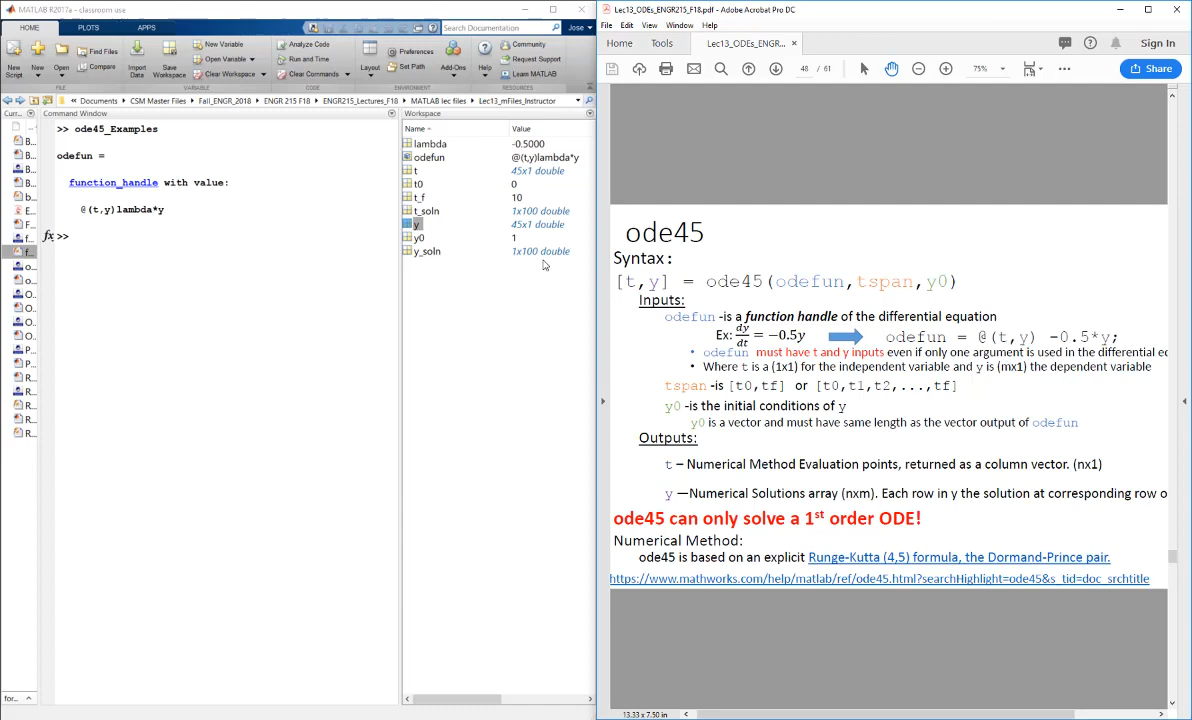 MATLAB R2017a - classroom use
HOME
PLOTS
APPS
Search Documentation
Jose
New Script
New
Open
Find Files
Compare
Import Data
Save Workspace
New Variable
Open Variable
Clear Workspace
Analyze Code
Run and Time
Clear Commands
Layout
Preferences
Set Path
Add-Ons
Help
Community
Request Support
Learn MATLAB
FILE
VARIABLE
CODE
ENVIRONMENT
RESOURCES
Documents ▸ CSM Master Files ▸ Fall_ENGR_2018 ▸ ENGR 215 F18 ▸ ENGR215_Lectures_F18 ▸ MATLAB lec files ▸ Lec13_mFiles_Instructor
Curr...
Command Window
>> ode45_Examples
odefun =
function_handle with value:
@(t,y)lambda*y
fx >>
Workspace
Name
Value
lambda -0.5000
odefun @(t,y)lambda*y
t 45x1 double
t0 0
t_f 10
t_soln 1x100 double
y 45x1 double
y0 1
y_soln 1x100 double
for...
Lec13_ODEs_ENGR215_F18.pdf - Adobe Acrobat Pro DC
File Edit View Window Help
Home
Tools
Lec13_ODEs_ENGR... ×
Sign In
48 / 61
75%
Share
ode45
Syntax:
[t,y] = ode45(odefun,tspan,y0)
Inputs:
odefun -is a function handle of the differential equation
Ex: dy/dt = −0.5y
odefun = @(t,y) -0.5*y;
• odefun must have t and y inputs even if only one argument is used in the differential eq
• Where t is a (1x1) for the independent variable and y is (mx1) the dependent variable
tspan -is [t0,tf] or [t0,t1,t2,...,tf]
y0 -is the initial conditions of y
y0 is a vector and must have same length as the vector output of odefun
Outputs:
t – Numerical Method Evaluation points, returned as a column vector. (nx1)
y —Numerical Solutions array (nxm). Each row in y the solution at corresponding row o
ode45 can only solve a 1st order ODE!
Numerical Method:
ode45 is based on an explicit Runge-Kutta (4,5) formula, the Dormand-Prince pair.
https://www.mathworks.com/help/matlab/ref/ode45.html?searchHighlight=ode45&s_tid=doc_srchtitle
13.33 x 7.50 in